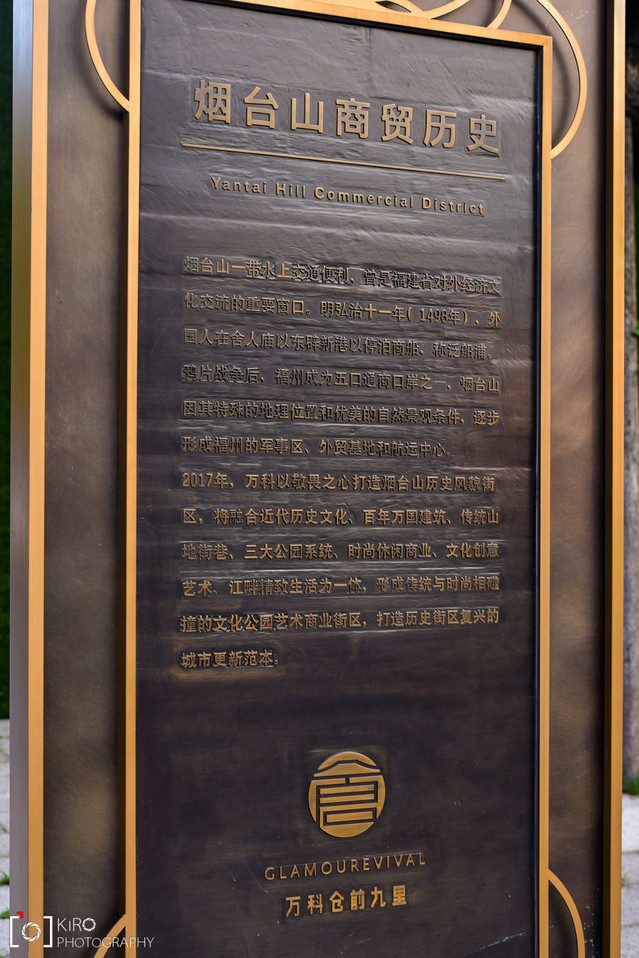 烟台山商贸历史
Yantai Hill Commercial District
烟台山一带水上交通便利，曾是福建省对外经济文
化交流的重要窗口。明弘治十一年（1498年），外
国人在舍人庙以东辟新港以停泊商船，称泛船浦。
鸦片战争后，福州成为五口通商口岸之一，烟台山
因其特殊的地理位置和优美的自然景观条件，逐步
形成福州的军事区、外贸基地和航运中心。
2017年，万科以敬畏之心打造烟台山历史风貌街
区，将融合近代历史文化、百年万国建筑、传统山
地街巷、三大公园系统、时尚休闲商业、文化创意
艺术、江畔精致生活为一体，形成传统与时尚相碰
撞的文化公园艺术商业街区，打造历史街区复兴的
城市更新范本。
GLAMOUREVIVAL
万科仓前九里
KiRO
PHOTOGRAPHY